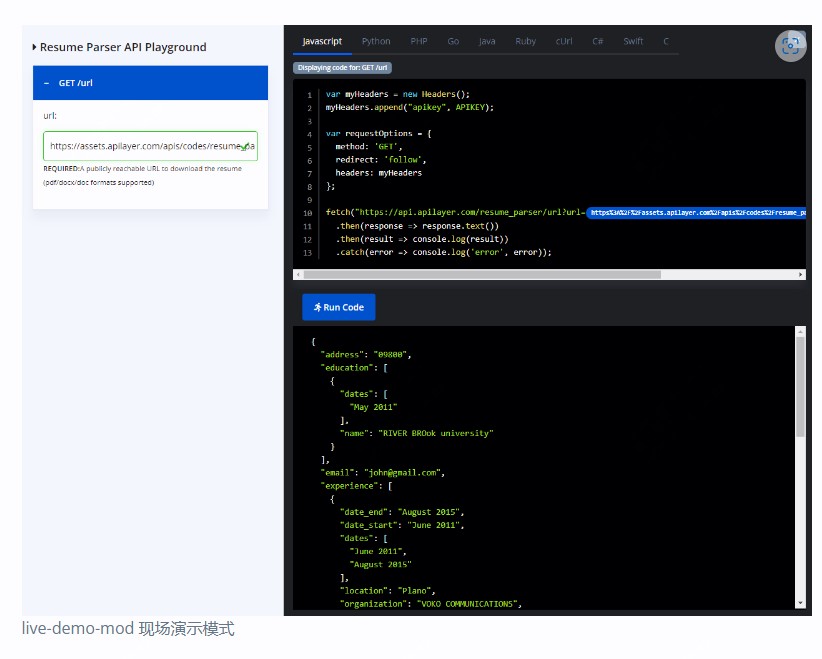 Resume Parser API Playground
− GET /url
url:
https://assets.apilayer.com/apis/codes/resume_pa
REQUIRED:A publicly reachable URL to download the resume
(pdf/docx/doc formats supported)
Javascript Python PHP Go Java Ruby cUrl C# Swift C
Displaying code for: GET /url
1 var myHeaders = new Headers();
2 myHeaders.append("apikey", APIKEY);
3
4 var requestOptions = {
5 method: 'GET',
6 redirect: 'follow',
7 headers: myHeaders
8 };
9
10 fetch("https://api.apilayer.com/resume_parser/url?url=https%3A%2F%2Fassets.apilayer.com%2Fapis%2Fcodes%2Fresume_pa
11 .then(response => response.text())
12 .then(result => console.log(result))
13 .catch(error => console.log('error', error));
Run Code
{
"address": "09800",
"education": [
{
"dates": [
"May 2011"
],
"name": "RIVER BROok university"
}
],
"email": "john@gmail.com",
"experience": [
{
"date_end": "August 2015",
"date_start": "June 2011",
"dates": [
"June 2011",
"August 2015"
],
"location": "Plano",
"organization": "VOKO COMMUNICATIONS",
live-demo-mod 现场演示模式